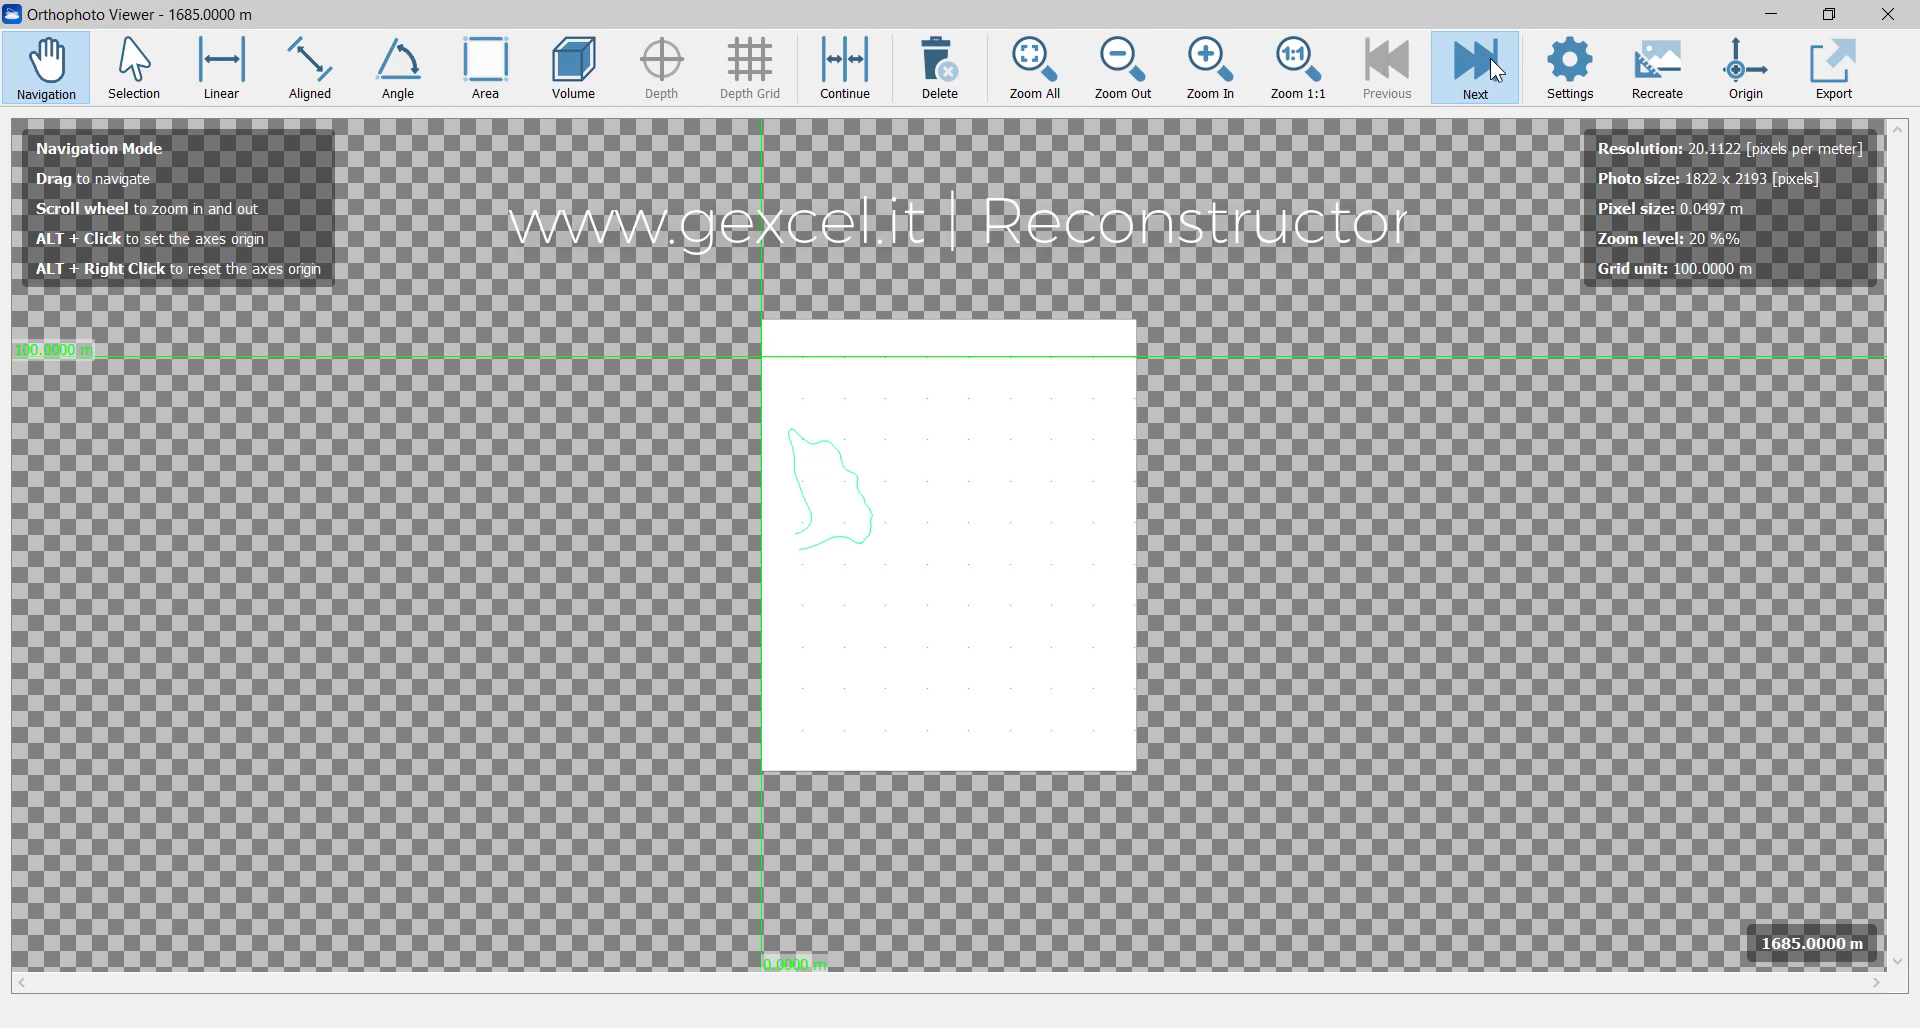 Orthophoto Viewer - 1685.0000 m
Navigation Selection Linear Aligned Angle Area Volume Depth Depth Grid Continue Delete Zoom All Zoom Out Zoom In Zoom 1:1 Previous Next Settings Recreate Origin Export
Navigation Mode
Drag to navigate
Scroll wheel to zoom in and out
ALT + Click to set the axes origin
ALT + Right Click to reset the axes origin
www.gexcel.it | Reconstructor
Resolution: 20.1122 [pixels per meter]
Photo size: 1822 x 2193 [pixels]
Pixel size: 0.0497 m
Zoom level: 20 %%
Grid unit: 100.0000 m
100.0000 m
1685.0000 m
0.0000 m